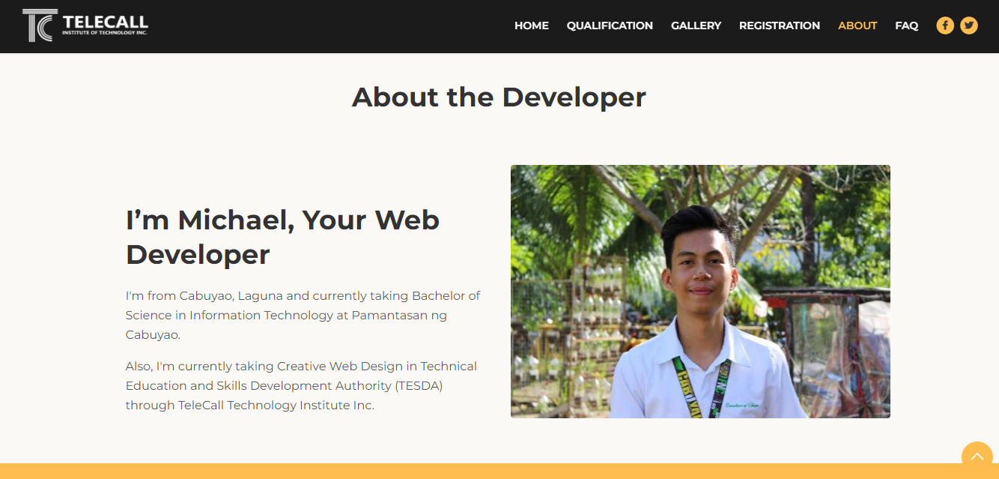 TC TELECALL
INSTITUTE OF TECHNOLOGY INC.
HOME QUALIFICATION GALLERY REGISTRATION ABOUT FAQ
About the Developer
I’m Michael, Your Web
Developer
I'm from Cabuyao, Laguna and currently taking Bachelor of
Science in Information Technology at Pamantasan ng
Cabuyao.
Also, I'm currently taking Creative Web Design in Technical
Education and Skills Development Authority (TESDA)
through TeleCall Technology Institute Inc.